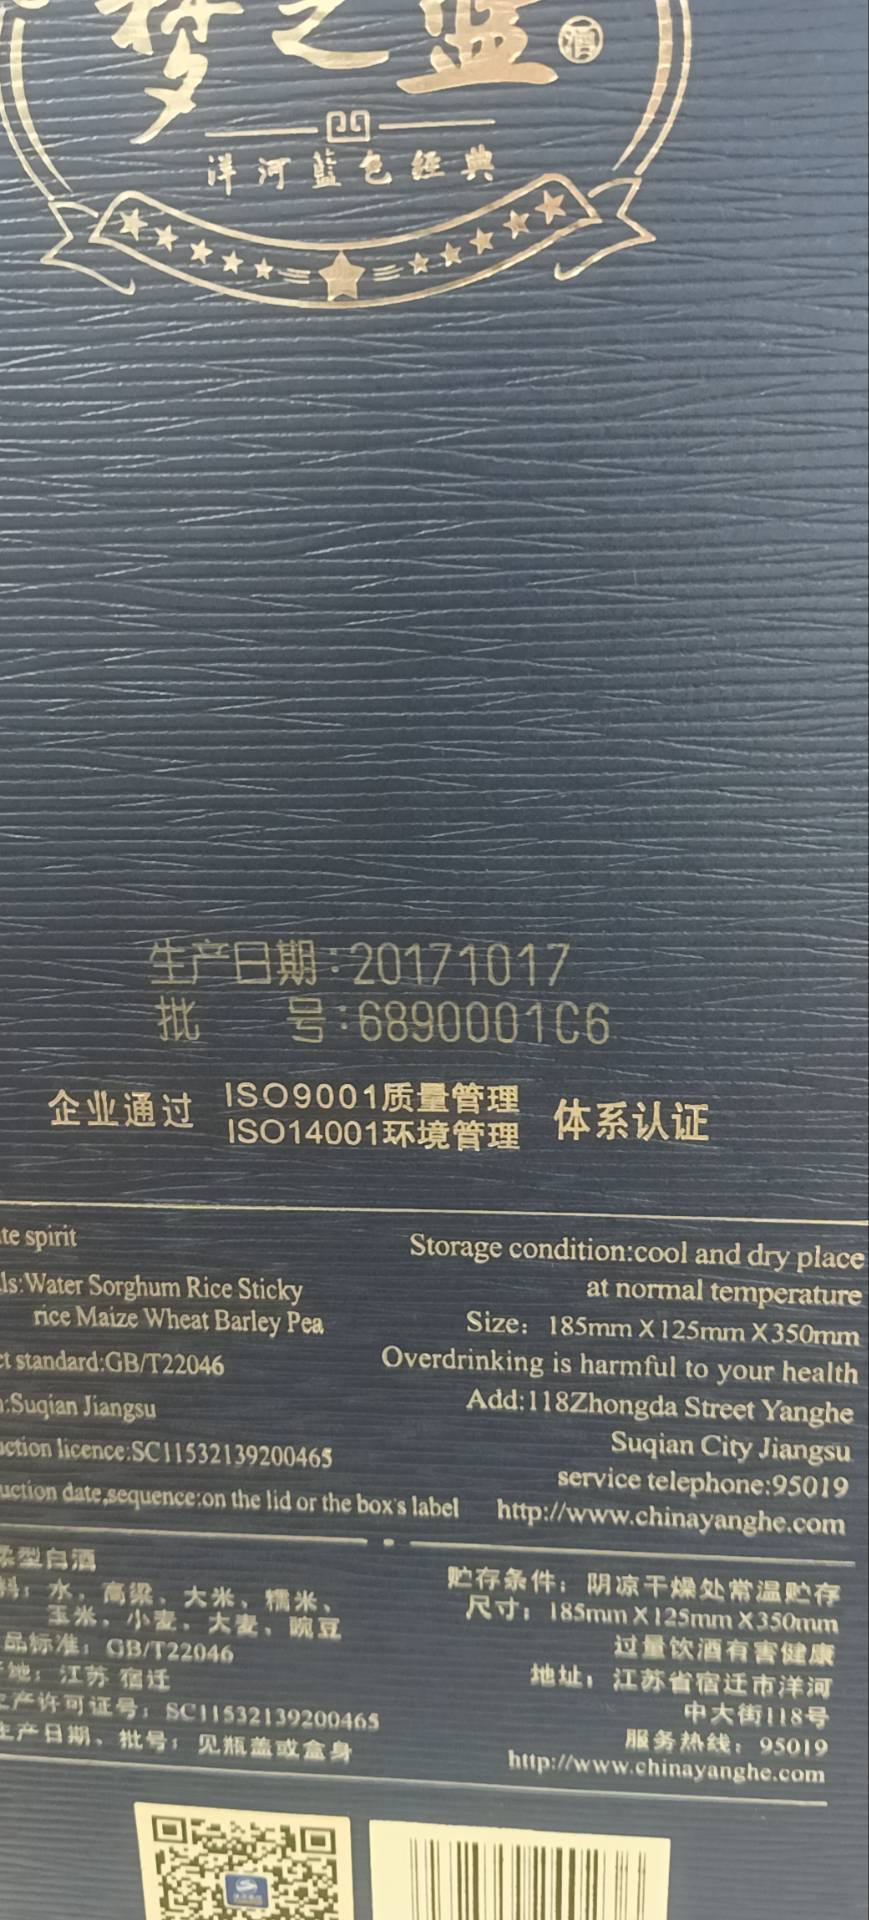 梦之蓝
酒
洋河蓝色经典
生产日期:20171017
批 号:6890001C6
企业通过 ISO9001质量管理 体系认证
ISO14001环境管理
te spirit
ls:Water Sorghum Rice Sticky
rice Maize Wheat Barley Pea
ct standard:GB/T22046
n:Suqian Jiangsu
uction licence:SC11532139200465
uction date,sequence:on the lid or the box's label
Storage condition:cool and dry place
at normal temperature
Size: 185mm X 125mm X 350mm
Overdrinking is harmful to your health
Add:118Zhongda Street Yanghe
Suqian City Jiangsu
service telephone:95019
http://www.chinayanghe.com
柔型白酒
料: 水、高粱、大米、糯米、
玉米、小麦、大麦、豌豆
品标准: GB/T22046
地: 江苏 宿迁
生产许可证号: SC11532139200465
生产日期、批号: 见瓶盖或盒身
贮存条件: 阴凉干燥处常温贮存
尺寸: 185mm X 125mm X 350mm
过量饮酒有害健康
地址: 江苏省宿迁市洋河
中大街118号
服务热线: 95019
http://www.chinayanghe.com